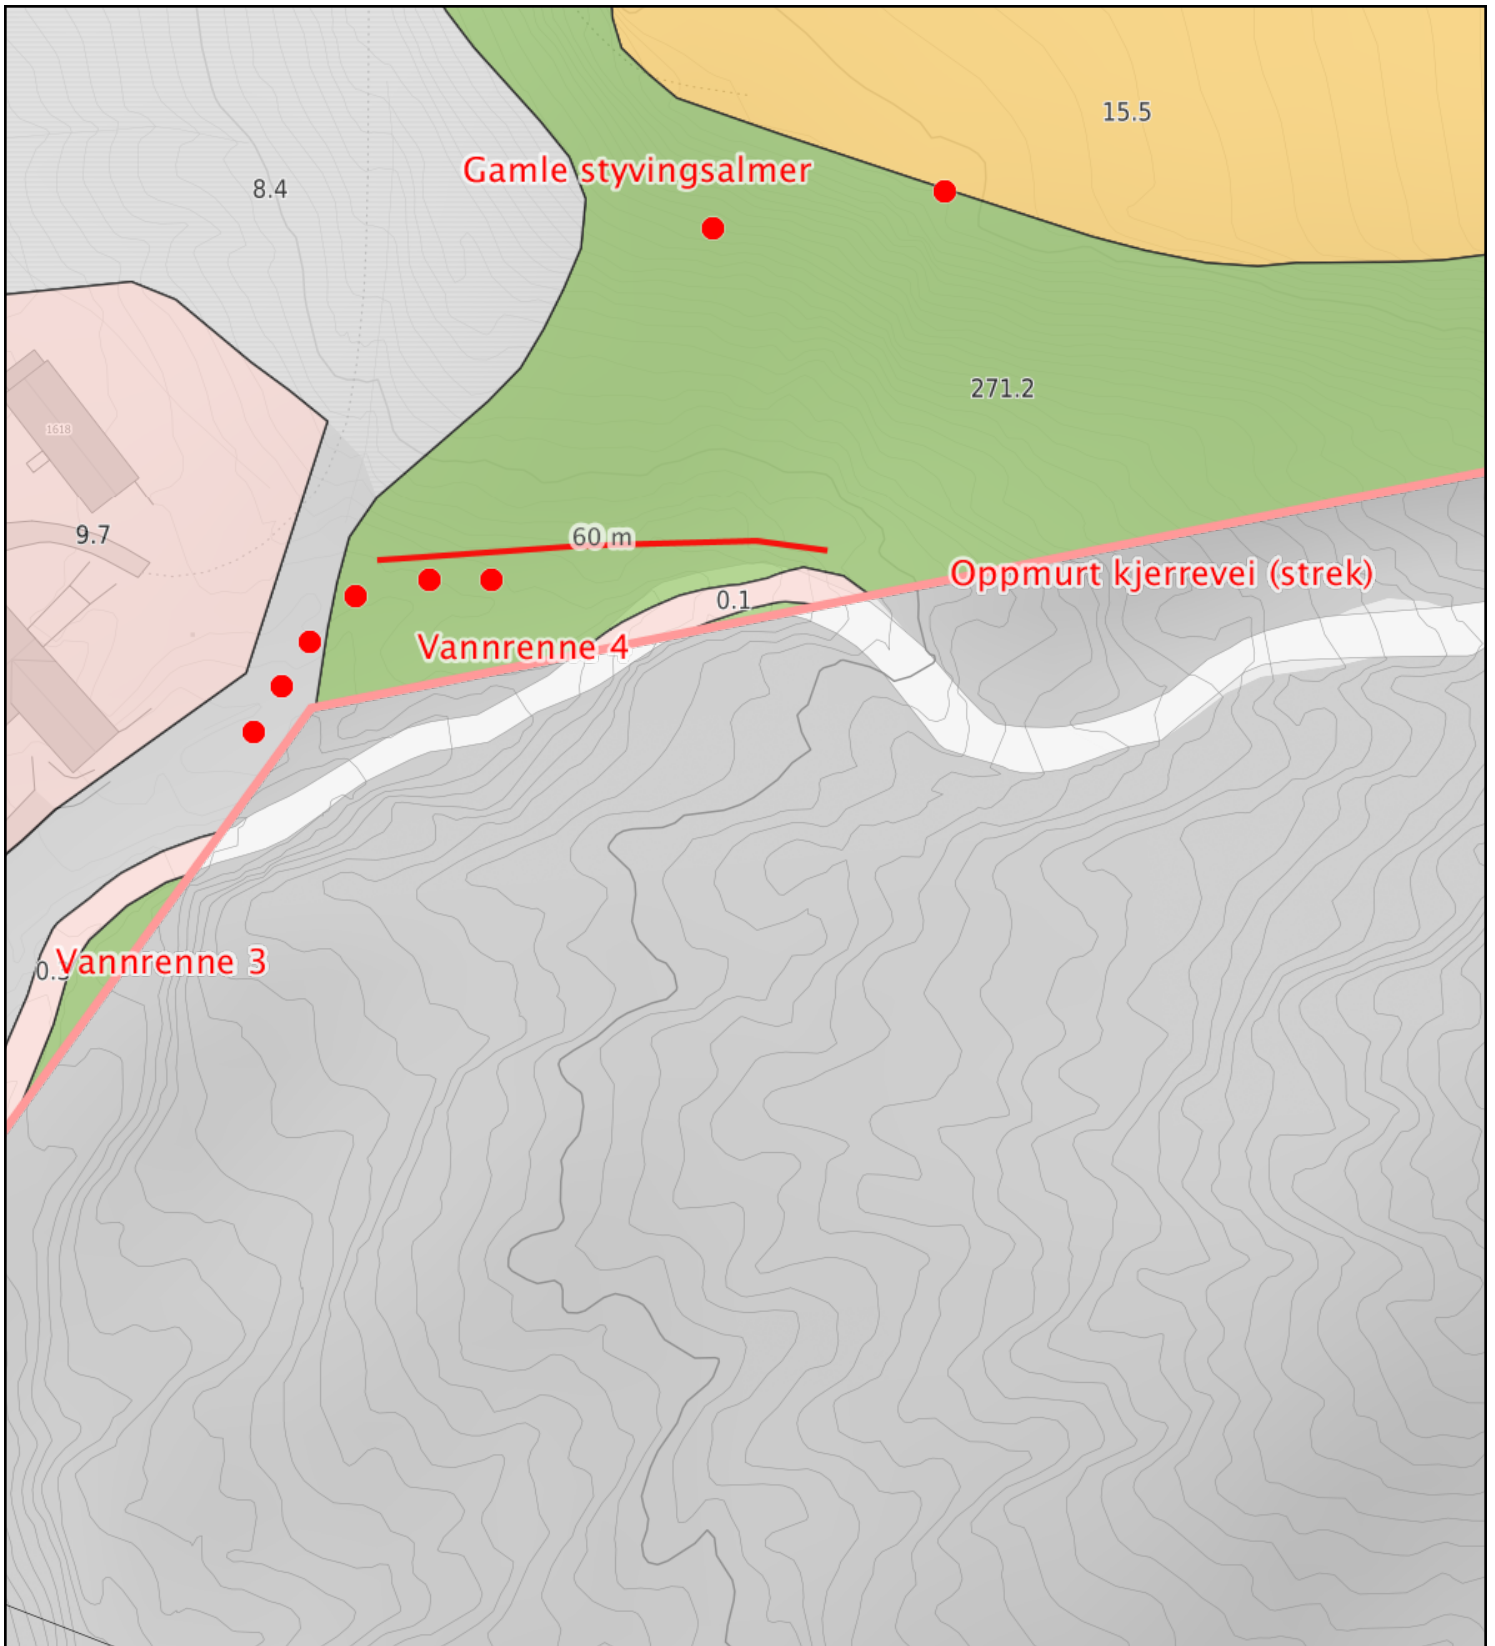 15.5
Gamle styvingsalmer
8.4
271.2
1618
9.7
60 m
Oppmurt kjerrevei (strek)
0.1
Vannrenne 4
Vannrenne 3